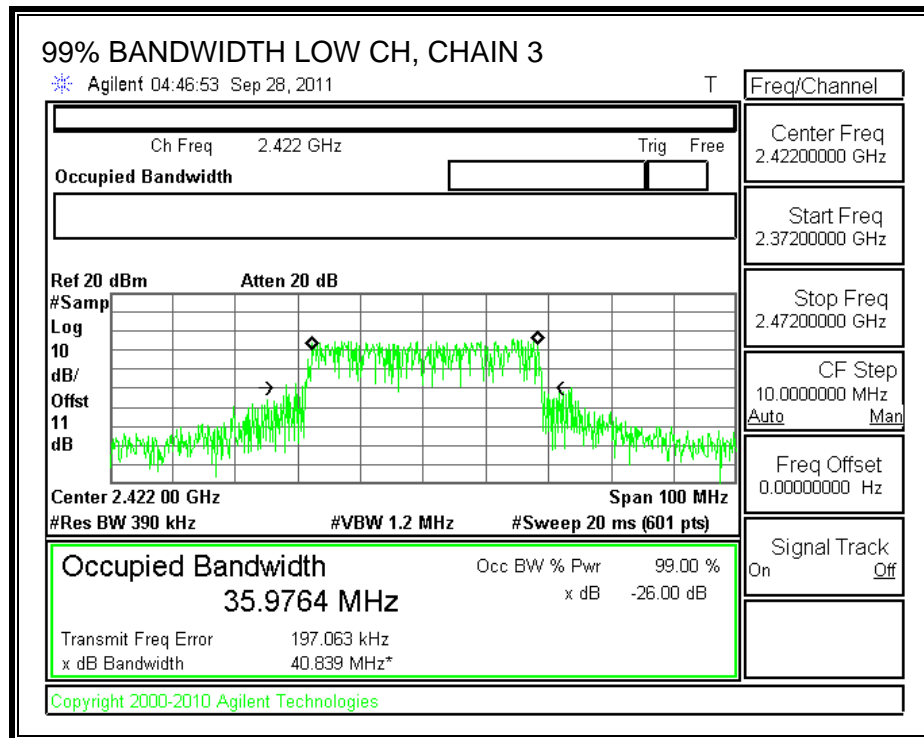 99% BANDWIDTH LOW CH, CHAIN 3
Agilent 04:46:53 Sep 28, 2011 T
Freq/Channel
Ch Freq 2.422 GHz Trig Free
Occupied Bandwidth
Center Freq
2.42200000 GHz
Start Freq
2.37200000 GHz
Stop Freq
2.47200000 GHz
CF Step
10.0000000 MHz
Auto Man
Freq Offset
0.00000000 Hz
Signal Track
On Off
Ref 20 dBm Atten 20 dB
#Samp
Log
10
dB/
Offst
11
dB
Center 2.422 00 GHz Span 100 MHz
#Res BW 390 kHz #VBW 1.2 MHz #Sweep 20 ms (601 pts)
Occupied Bandwidth Occ BW % Pwr 99.00 %
35.9764 MHz x dB -26.00 dB
Transmit Freq Error 197.063 kHz
x dB Bandwidth 40.839 MHz*
Copyright 2000-2010 Agilent Technologies